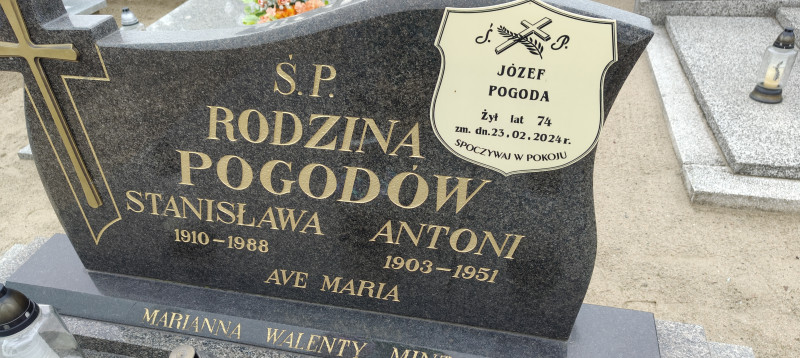 Ś. P.
JÓZEF
POGODA
Żył lat 74
zm. dn. 23.02.2024 r.
SPOCZYWAJ W POKOJU
Ś.P.
RODZINA
POGODÓW
STANISŁAWA ANTONI
1910–1988 1903–1951
AVE MARIA
MARIANNA WALENTY